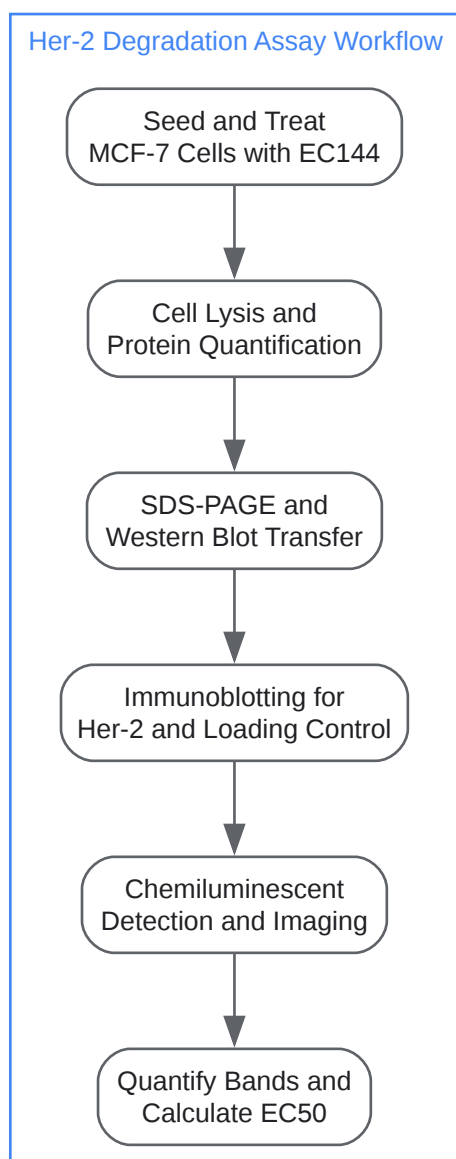 Her-2 Degradation Assay Workflow
Seed and Treat
MCF-7 Cells with EC144
Cell Lysis and
Protein Quantification
SDS-PAGE and
Western Blot Transfer
Immunoblotting for
Her-2 and Loading Control
Chemiluminescent
Detection and Imaging
Quantify Bands and
Calculate EC50